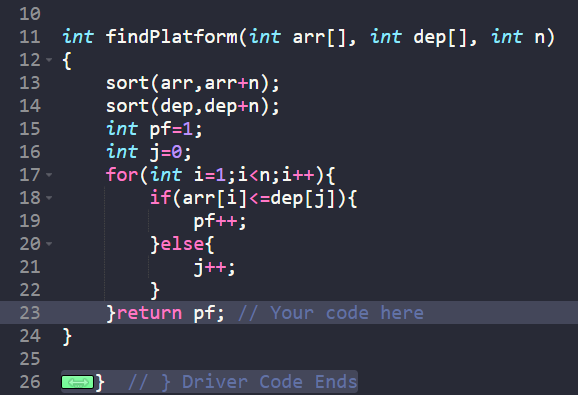 10
11 int findPlatform(int arr[], int dep[], int n)
12 {
13     sort(arr,arr+n);
14     sort(dep,dep+n);
15     int pf=1;
16     int j=0;
17     for(int i=1;i<n;i++){
18         if(arr[i]<=dep[j]){
19             pf++;
20         }else{
21             j++;
22         }
23     }return pf; // Your code here
24 }
25
26 }  // } Driver Code Ends